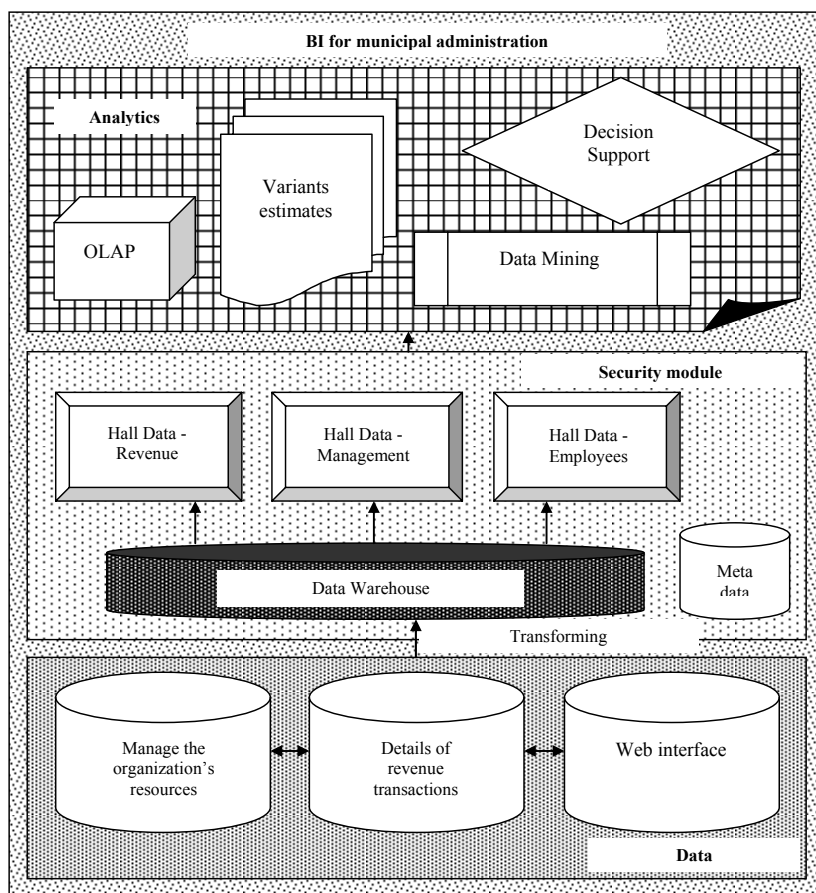 BI for municipal administration
Analytics
Variants
estimates
Decision
Support
OLAP
Data Mining
Security module
Hall Data -
Revenue
Hall Data -
Management
Hall Data -
Employees
Data Warehouse
Meta
data
Transforming
Manage the
organization's
resources
Details of
revenue
transactions
Web interface
Data